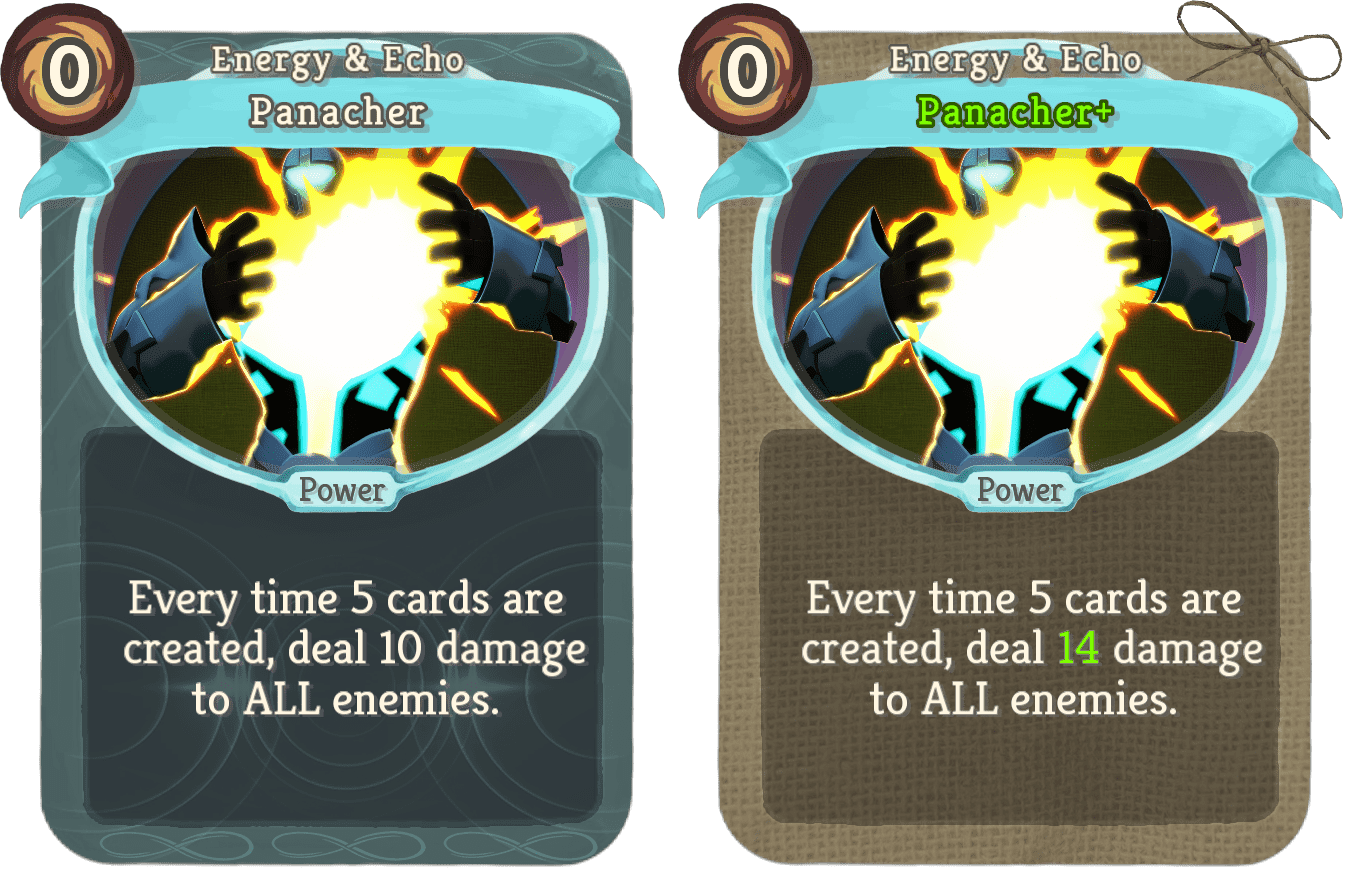 0
Energy & Echo
Panacher
Power
Every time 5 cards are
created, deal 10 damage
to ALL enemies.
0
Energy & Echo
Panacher+
Power
Every time 5 cards are
created, deal 14 damage
to ALL enemies.